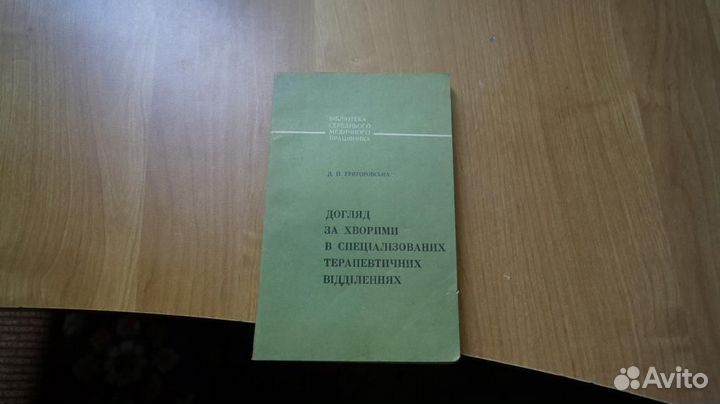 БІБЛІОТЕКА
СЕРЕДНЬОГО
МЕДИЧНОГО
ПРАЦІВНИКА
Д. П. ГРИГОРОВСЬКА
ДОГЛЯД
ЗА ХВОРИМИ
В СПЕЦІАЛІЗОВАНИХ
ТЕРАПЕВТИЧНИХ
ВІДДІЛЕННЯХ
Avito